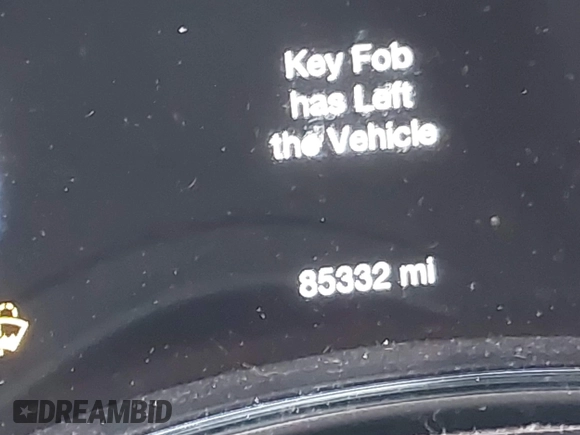 Key Fob
has Left
the Vehicle
85332 mi
DREAMBID